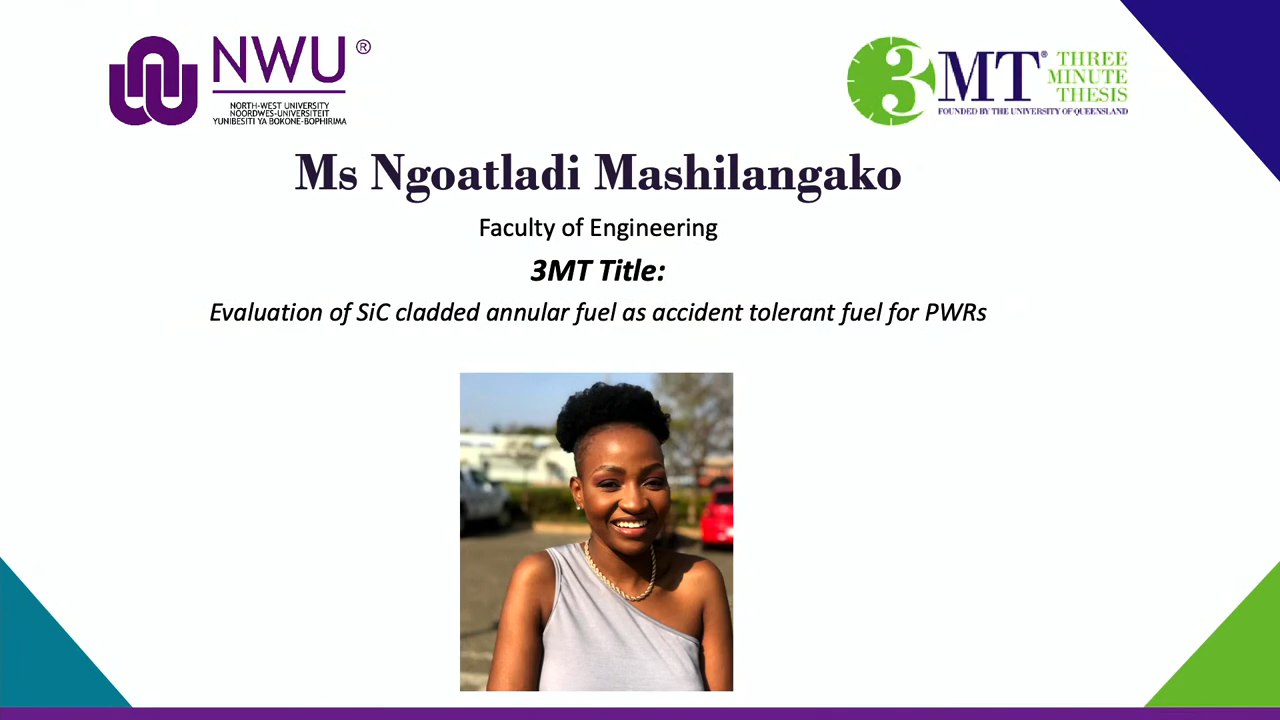 NWU®
NORTH-WEST UNIVERSITY
NOORDWES-UNIVERSITEIT
YUNIBESITI YA BOKONE-BOPHIRIMA
3MT® THREE
MINUTE
THESIS
FOUNDED BY THE UNIVERSITY OF QUEENSLAND
Ms Ngoatladi Mashilangako
Faculty of Engineering
3MT Title:
Evaluation of SiC cladded annular fuel as accident tolerant fuel for PWRs